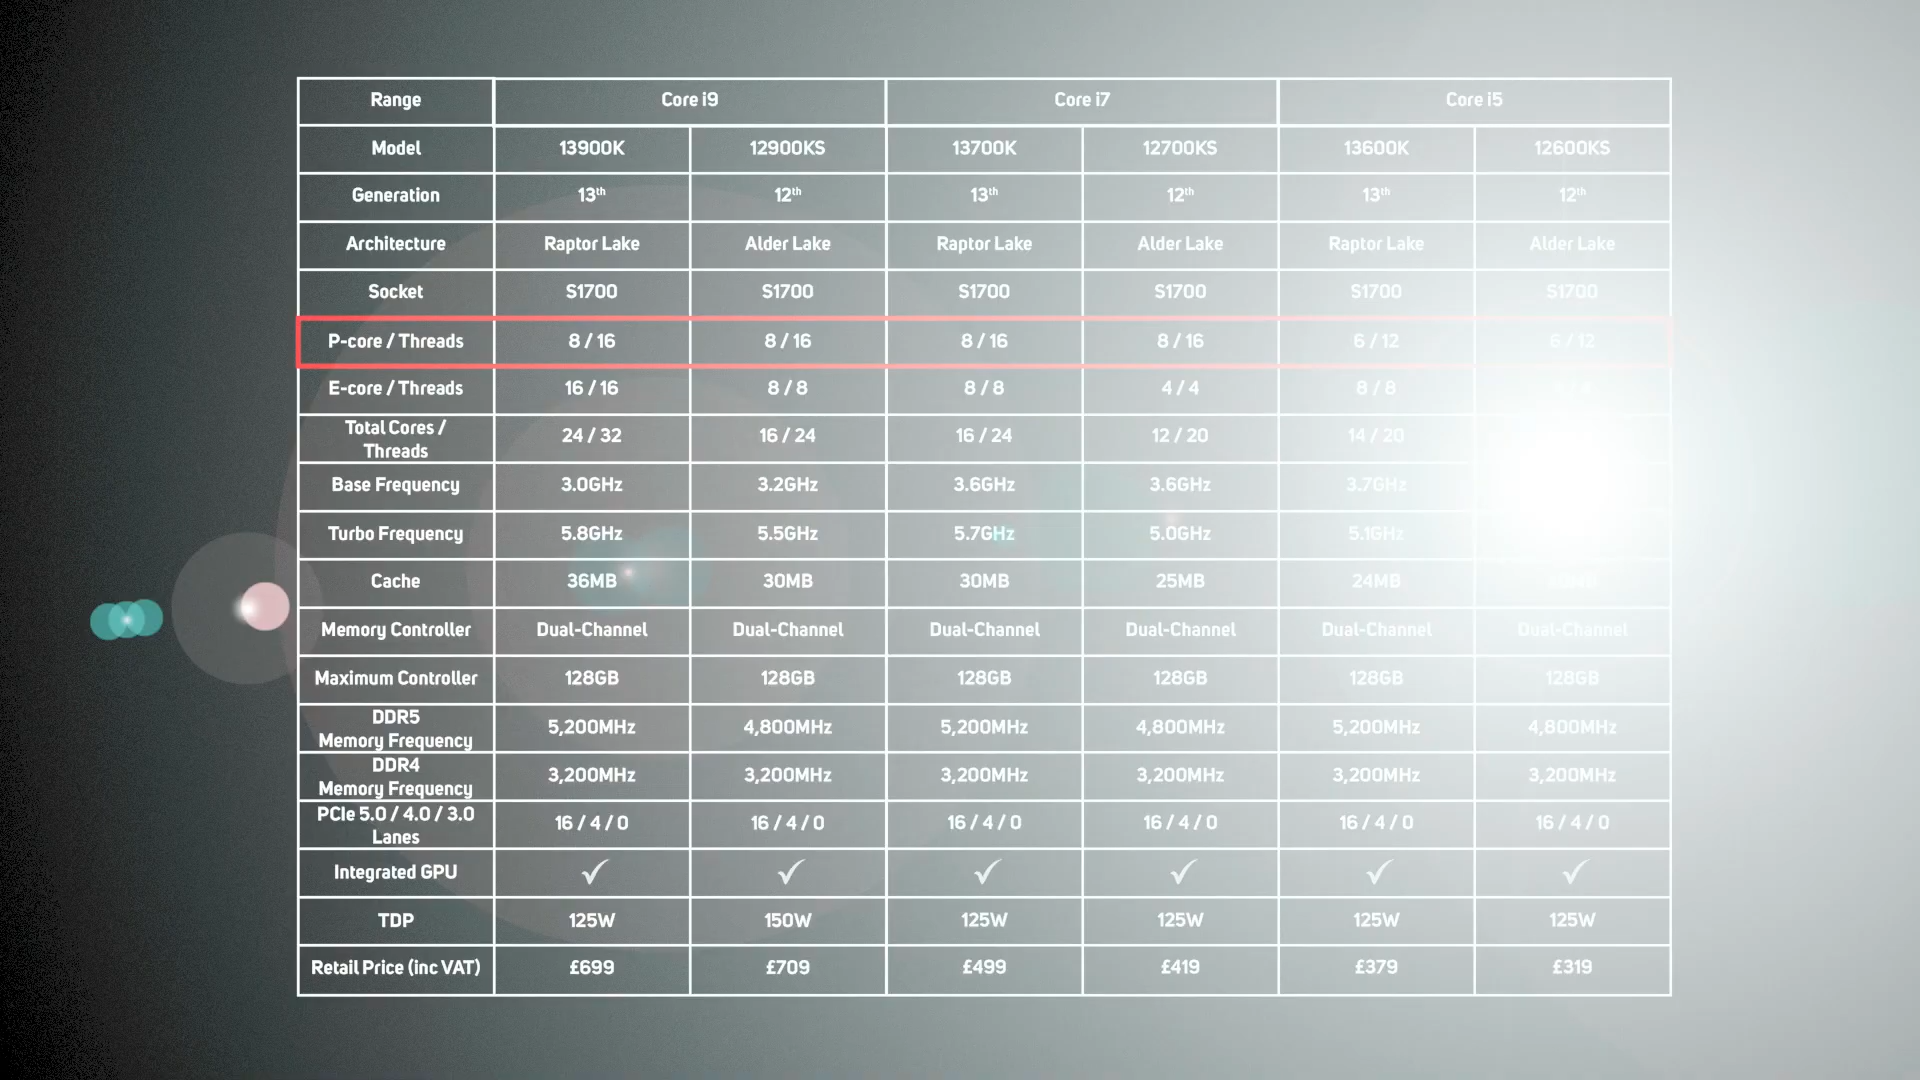 Range Core i9 Core i7 Core i5
Model 13900K 12900KS 13700K 12700KS 13600K 12600KS
Generation 13th 12th 13th 12th 13th 12th
Architecture Raptor Lake Alder Lake Raptor Lake Alder Lake Raptor Lake Alder Lake
Socket S1700 S1700 S1700 S1700 S1700 S1700
P-core / Threads 8 / 16 8 / 16 8 / 16 8 / 16 6 / 12 6 / 12
E-core / Threads 16 / 16 8 / 8 8 / 8 4 / 4 8 / 8
Total Cores /
Threads 24 / 32 16 / 24 16 / 24 12 / 20 14 / 20
Base Frequency 3.0GHz 3.2GHz 3.6GHz 3.6GHz 3.7GHz
Turbo Frequency 5.8GHz 5.5GHz 5.7GHz 5.0GHz 5.1GHz
Cache 36MB 30MB 30MB 25MB 24MB
Memory Controller Dual-Channel Dual-Channel Dual-Channel Dual-Channel Dual-Channel Dual-Channel
Maximum Controller 128GB 128GB 128GB 128GB 128GB 128GB
DDR5
Memory Frequency 5,200MHz 4,800MHz 5,200MHz 4,800MHz 5,200MHz 4,800MHz
DDR4
Memory Frequency 3,200MHz 3,200MHz 3,200MHz 3,200MHz 3,200MHz 3,200MHz
PCIe 5.0 / 4.0 / 3.0
Lanes 16 / 4 / 0 16 / 4 / 0 16 / 4 / 0 16 / 4 / 0 16 / 4 / 0 16 / 4 / 0
Integrated GPU ✓ ✓ ✓ ✓ ✓ ✓
TDP 125W 150W 125W 125W 125W 125W
Retail Price (inc VAT) £699 £709 £499 £419 £379 £319